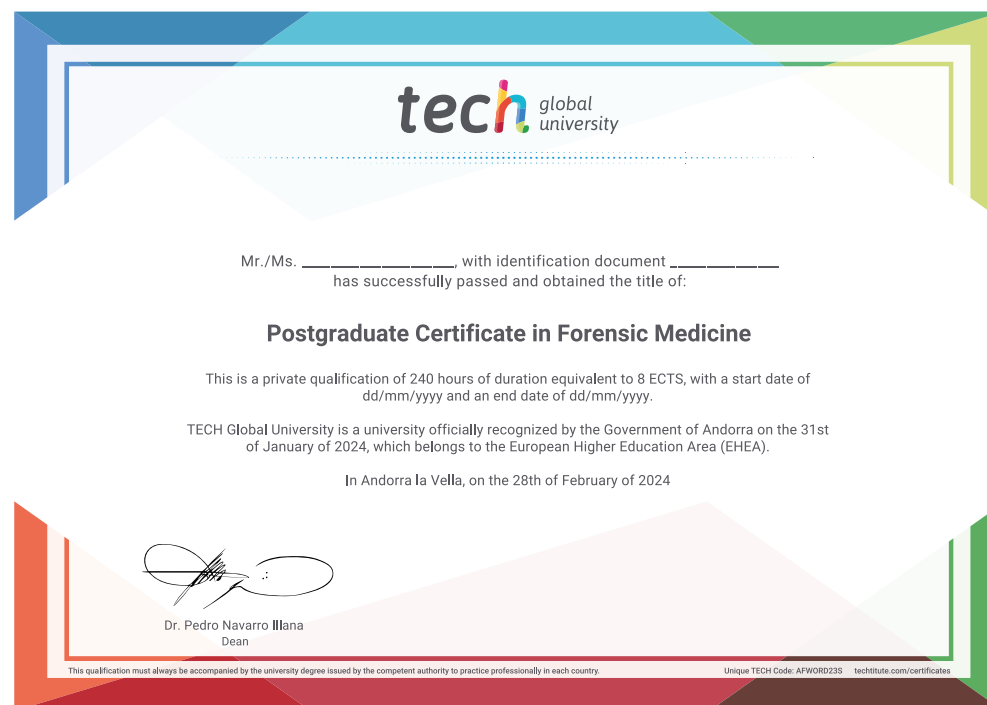 tech global university
Mr./Ms. ____________________, with identification document ______________
has successfully passed and obtained the title of:
Postgraduate Certificate in Forensic Medicine
This is a private qualification of 240 hours of duration equivalent to 8 ECTS, with a start date of
dd/mm/yyyy and an end date of dd/mm/yyyy.
TECH Global University is a university officially recognized by the Government of Andorra on the 31st
of January of 2024, which belongs to the European Higher Education Area (EHEA).
In Andorra la Vella, on the 28th of February of 2024
Dr. Pedro Navarro Illana
Dean
This qualification must always be accompanied by the university degree issued by the competent authority to practice professionally in each country. Unique TECH Code: AFWORD23S techtitute.com/certificates